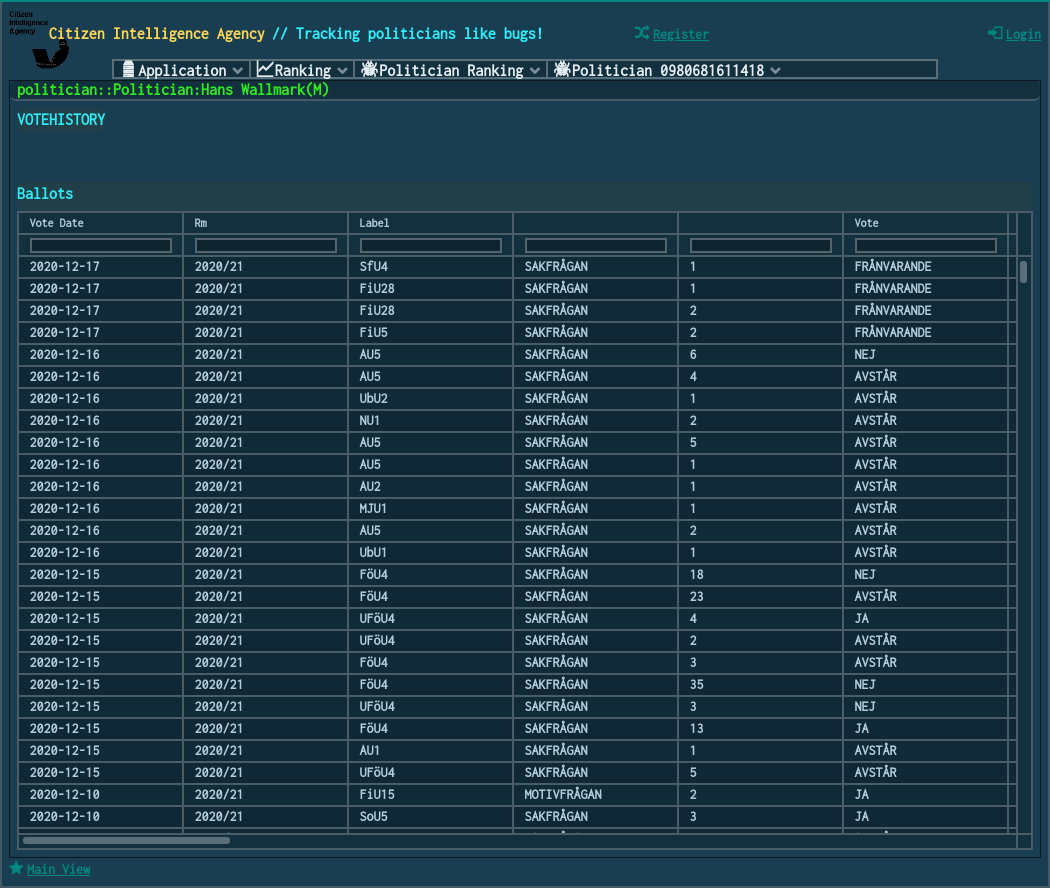 Citizen
Intelligence
Agency
Citizen Intelligence Agency // Tracking politicians like bugs!
Register
Login
Application
Ranking
Politician Ranking
Politician 0980681611418
politician::Politician:Hans Wallmark(M)
VOTEHISTORY
Ballots
Vote Date Rm Label Vote
2020-12-17 2020/21 SfU4 SAKFRÅGAN 1 FRÅNVARANDE
2020-12-17 2020/21 FiU28 SAKFRÅGAN 1 FRÅNVARANDE
2020-12-17 2020/21 FiU28 SAKFRÅGAN 2 FRÅNVARANDE
2020-12-17 2020/21 FiU5 SAKFRÅGAN 2 FRÅNVARANDE
2020-12-16 2020/21 AU5 SAKFRÅGAN 6 NEJ
2020-12-16 2020/21 AU5 SAKFRÅGAN 4 AVSTÅR
2020-12-16 2020/21 UbU2 SAKFRÅGAN 1 AVSTÅR
2020-12-16 2020/21 NU1 SAKFRÅGAN 2 AVSTÅR
2020-12-16 2020/21 AU5 SAKFRÅGAN 5 AVSTÅR
2020-12-16 2020/21 AU5 SAKFRÅGAN 1 AVSTÅR
2020-12-16 2020/21 AU2 SAKFRÅGAN 1 AVSTÅR
2020-12-16 2020/21 MJU1 SAKFRÅGAN 1 AVSTÅR
2020-12-16 2020/21 AU5 SAKFRÅGAN 2 AVSTÅR
2020-12-16 2020/21 UbU1 SAKFRÅGAN 1 AVSTÅR
2020-12-15 2020/21 FöU4 SAKFRÅGAN 18 NEJ
2020-12-15 2020/21 FöU4 SAKFRÅGAN 23 AVSTÅR
2020-12-15 2020/21 UFöU4 SAKFRÅGAN 4 JA
2020-12-15 2020/21 UFöU4 SAKFRÅGAN 2 AVSTÅR
2020-12-15 2020/21 FöU4 SAKFRÅGAN 3 AVSTÅR
2020-12-15 2020/21 FöU4 SAKFRÅGAN 35 NEJ
2020-12-15 2020/21 UFöU4 SAKFRÅGAN 3 NEJ
2020-12-15 2020/21 FöU4 SAKFRÅGAN 13 JA
2020-12-15 2020/21 AU1 SAKFRÅGAN 1 AVSTÅR
2020-12-15 2020/21 UFöU4 SAKFRÅGAN 5 AVSTÅR
2020-12-10 2020/21 FiU15 MOTIVFRÅGAN 2 JA
2020-12-10 2020/21 SoU5 SAKFRÅGAN 3 JA
Main View